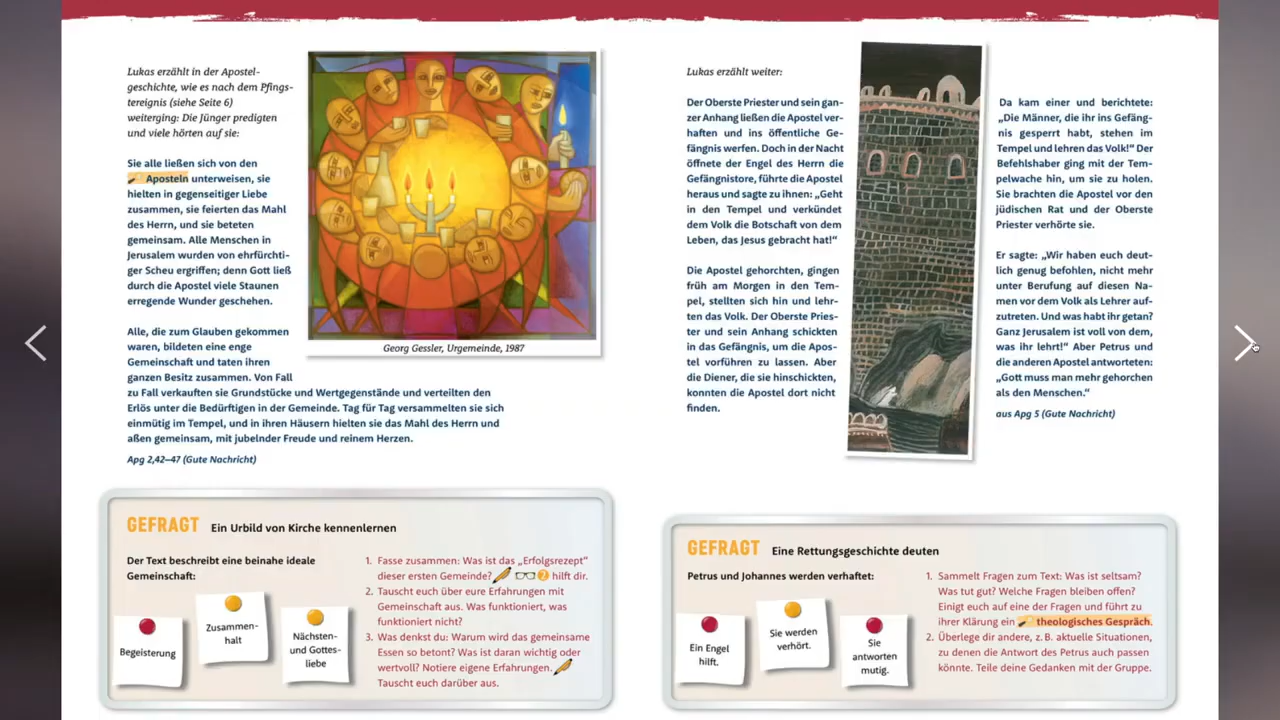 Lukas erzählt in der Apostel-
geschichte, wie es nach dem Pfings-
tereignis (siehe Seite 6)
weiterging: Die Jünger predigten
und viele hörten auf sie:
Sie alle ließen sich von den
Aposteln unterweisen, sie
hielten in gegenseitiger Liebe
zusammen, sie feierten das Mahl
des Herrn, und sie beteten
gemeinsam. Alle Menschen in
Jerusalem wurden von ehrfürchti-
ger Scheu ergriffen; denn Gott ließ
durch die Apostel viele Staunen
erregende Wunder geschehen.
Alle, die zum Glauben gekommen
waren, bildeten eine enge
Gemeinschaft und taten ihren
ganzen Besitz zusammen. Von Fall
zu Fall verkauften sie Grundstücke und Wertgegenstände und verteilten den
Erlös unter die Bedürftigen in der Gemeinde. Tag für Tag versammelten sie sich
einmütig im Tempel, und in ihren Häusern hielten sie das Mahl des Herrn und
aßen gemeinsam, mit jubelnder Freude und reinem Herzen.
Apg 2,42–47 (Gute Nachricht)
Georg Gessler, Urgemeinde, 1987
GEFRAGT Ein Urbild von Kirche kennenlernen
Der Text beschreibt eine beinahe ideale
Gemeinschaft:
Begeisterung
Zusammen-
halt
Nächsten-
und Gottes-
liebe
1. Fasse zusammen: Was ist das „Erfolgsrezept"
dieser ersten Gemeinde? 2 hilft dir.
2. Tauscht euch über eure Erfahrungen mit
Gemeinschaft aus. Was funktioniert, was
funktioniert nicht?
3. Was denkst du: Warum wird das gemeinsame
Essen so betont? Was ist daran wichtig oder
wertvoll? Notiere eigene Erfahrungen.
Tauscht euch darüber aus.
Lukas erzählt weiter:
Der Oberste Priester und sein gan-
zer Anhang ließen die Apostel ver-
haften und ins öffentliche Ge-
fängnis werfen. Doch in der Nacht
öffnete der Engel des Herrn die
Gefängnistore, führte die Apostel
heraus und sagte zu ihnen: „Geht
in den Tempel und verkündet
dem Volk die Botschaft von dem
Leben, das Jesus gebracht hat!"
Die Apostel gehorchten, gingen
früh am Morgen in den Tem-
pel, stellten sich hin und lehr-
ten das Volk. Der Oberste Pries-
ter und sein Anhang schickten
in das Gefängnis, um die Apos-
tel vorführen zu lassen. Aber
die Diener, die sie hinschickten,
konnten die Apostel dort nicht
finden.
Da kam einer und berichtete:
„Die Männer, die ihr ins Gefäng-
nis gesperrt habt, stehen im
Tempel und lehren das Volk!" Der
Befehlshaber ging mit der Tem-
pelwache hin, um sie zu holen.
Sie brachten die Apostel vor den
jüdischen Rat und der Oberste
Priester verhörte sie.
Er sagte: „Wir haben euch deut-
lich genug befohlen, nicht mehr
unter Berufung auf diesen Na-
men vor dem Volk als Lehrer auf-
zutreten. Und was habt ihr getan?
Ganz Jerusalem ist voll von dem,
was ihr lehrt!" Aber Petrus und
die anderen Apostel antworteten:
„Gott muss man mehr gehorchen
als den Menschen."
aus Apg 5 (Gute Nachricht)
GEFRAGT Eine Rettungsgeschichte deuten
Petrus und Johannes werden verhaftet:
Ein Engel
hilft.
Sie werden
verhört.
Sie
antworten
mutig.
1. Sammelt Fragen zum Text: Was ist seltsam?
Was tut gut? Welche Fragen bleiben offen?
Einigt euch auf eine der Fragen und führt zu
ihrer Klärung ein theologisches Gespräch.
2. Überlege dir andere, z. B. aktuelle Situationen,
zu denen die Antwort des Petrus auch passen
könnte. Teile deine Gedanken mit der Gruppe.